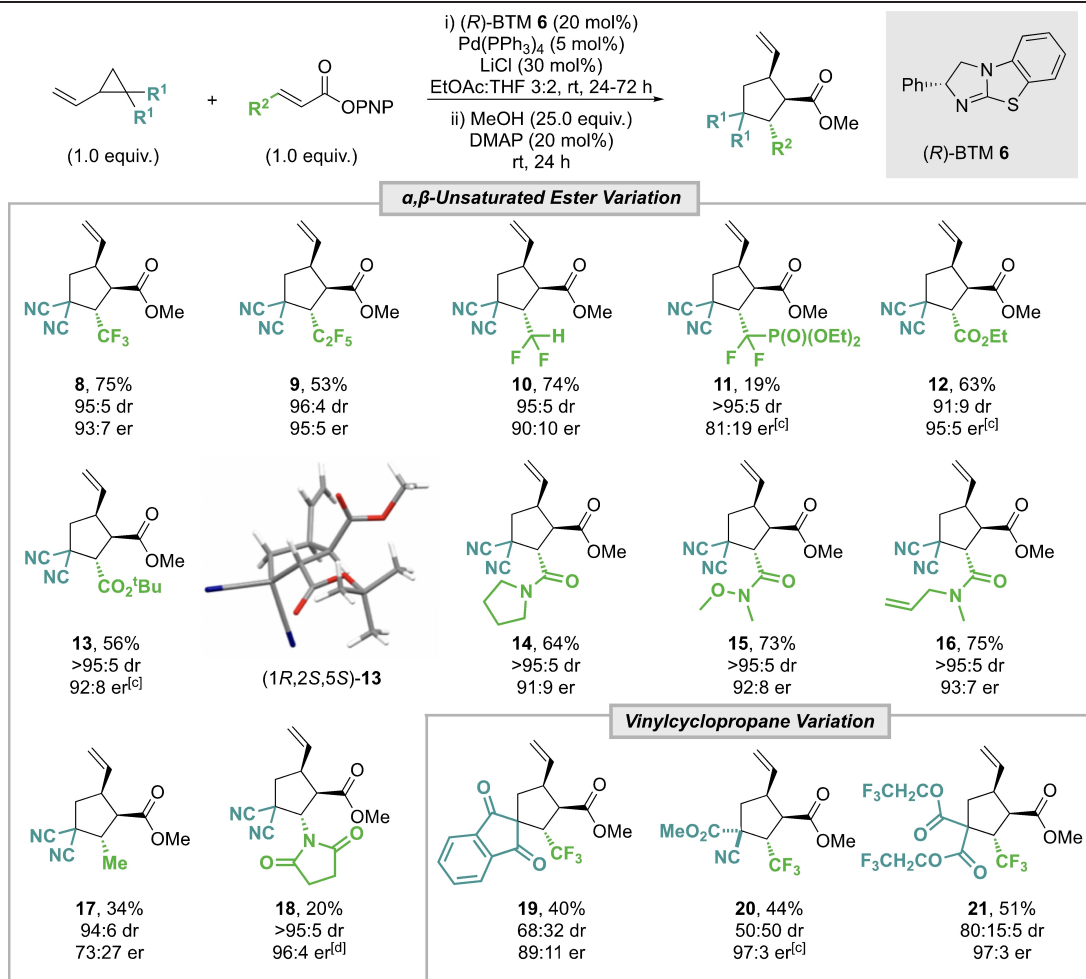 i) (R)-BTM 6 (20 mol%)
Pd(PPh3)4 (5 mol%)
LiCl (30 mol%)
EtOAc:THF 3:2, rt, 24-72 h
ii) MeOH (25.0 equiv.)
DMAP (20 mol%)
rt, 24 h
R1
R1
(1.0 equiv.)
+
R2
O
OPNP
(1.0 equiv.)
O
OMe
R1
R1
R2
Ph
N
N
S
(R)-BTM 6
α,β-Unsaturated Ester Variation
O
OMe
NC
NC
CF3
8, 75%
95:5 dr
93:7 er
O
OMe
NC
NC
C2F5
9, 53%
96:4 dr
95:5 er
O
OMe
NC
NC
H
F
F
10, 74%
95:5 dr
90:10 er
O
OMe
NC
NC
P(O)(OEt)2
F
F
11, 19%
>95:5 dr
81:19 er[c]
O
OMe
NC
NC
CO2Et
12, 63%
91:9 dr
95:5 er[c]
O
OMe
NC
NC
CO2tBu
13, 56%
>95:5 dr
92:8 er[c]
(1R,2S,5S)-13
O
OMe
NC
NC
O
N
14, 64%
>95:5 dr
91:9 er
O
OMe
NC
NC
O
O
N
15, 73%
>95:5 dr
92:8 er
O
OMe
NC
NC
O
N
16, 75%
>95:5 dr
93:7 er
O
OMe
NC
NC
Me
17, 34%
94:6 dr
73:27 er
O
OMe
NC
NC
N
O
O
18, 20%
>95:5 dr
96:4 er[d]
Vinylcyclopropane Variation
O
OMe
O
O
CF3
19, 40%
68:32 dr
89:11 er
O
OMe
MeO2C
NC
CF3
20, 44%
50:50 dr
97:3 er[c]
F3CH2CO
O
O
OMe
F3CH2CO
O
CF3
21, 51%
80:15:5 dr
97:3 er